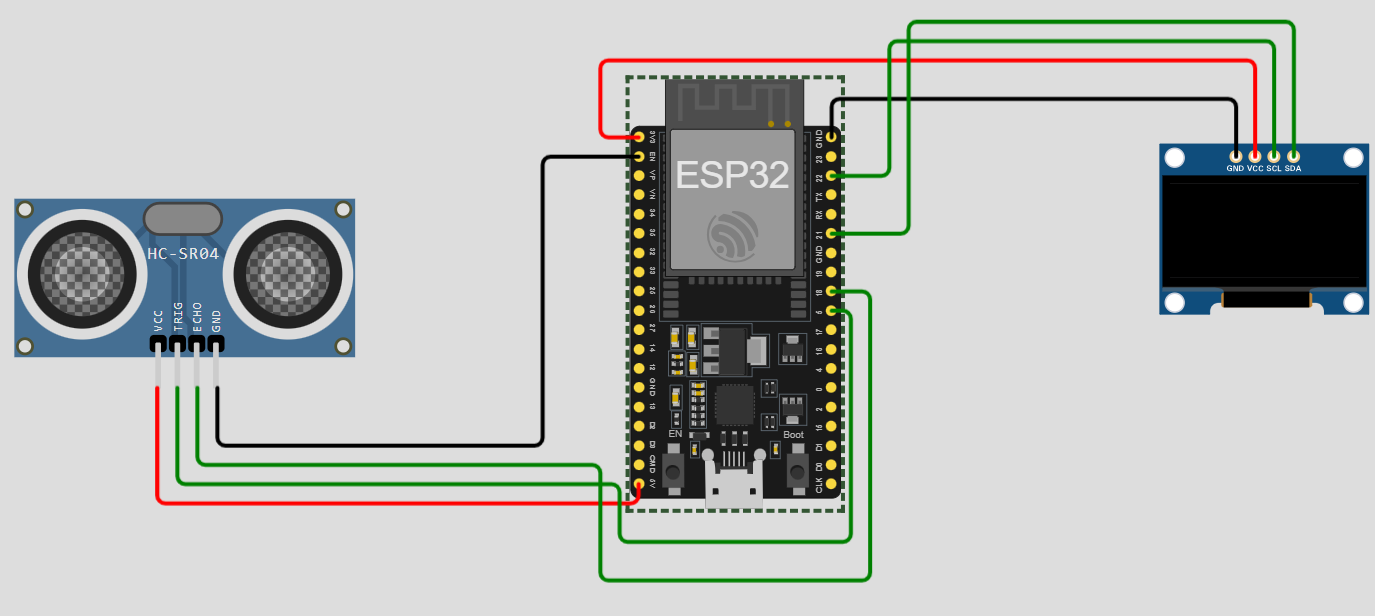 HC-SR04
VCC
TRIG
ECHO
GND
ESP32
3V3
EN
VP
VN
34
35
32
33
25
26
27
14
12
GND
13
D2
D3
CMD
5V
GND
23
22
TX
RX
21
GND
19
18
5
17
16
4
0
2
15
D1
D0
CLK
EN
Boot
GND VCC SCL SDA